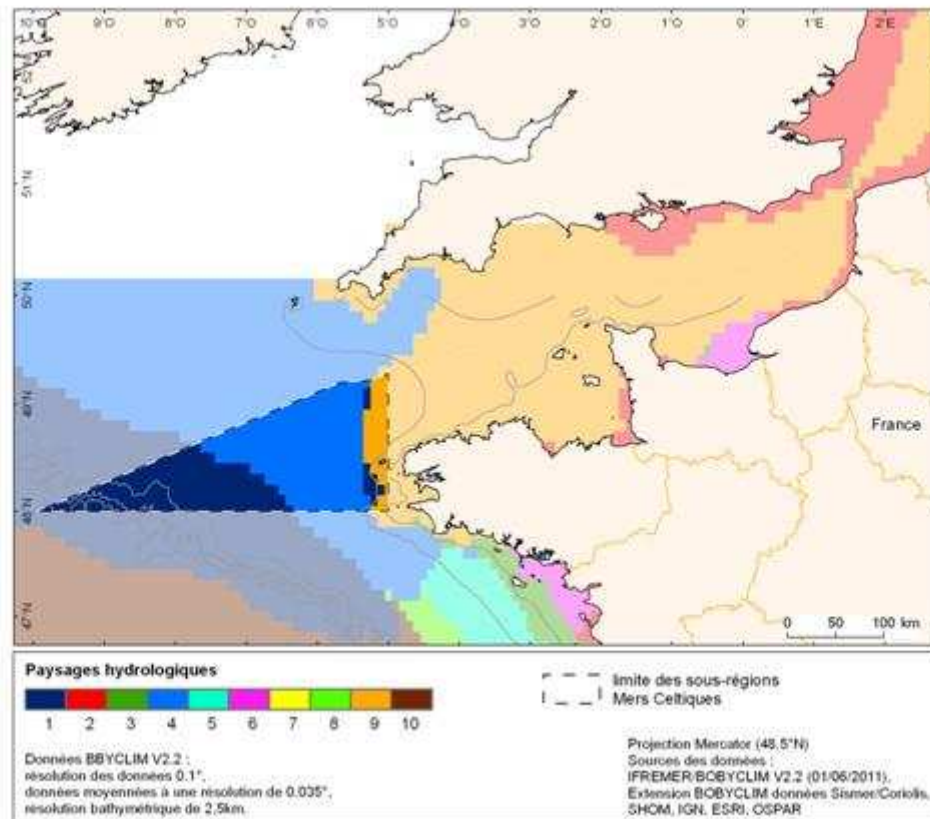 10°W 9°W 8°W 7°W 6°W 5°W 4°W 3°W 2°W 1°W 0° 1°E 2°E
51°N
50°N
49°N
48°N
47°N
France
0 50 100 km
Paysages hydrologiques
1 2 3 4 5 6 7 8 9 10
Données BBYCLIM V2.2 :
résolution des données 0.1°,
données moyennées à une résolution de 0.035°,
résolution bathymétrique de 2,5km.
limite des sous-régions
Mers Celtiques
Projection Mercator (48.5°N)
Sources des données :
IFREMER/BOBYCLIM V2.2 (01/06/2011),
Extension BOBYCLIM données Sismer/Coriolis,
SHOM, IGN, ESRI, OSPAR